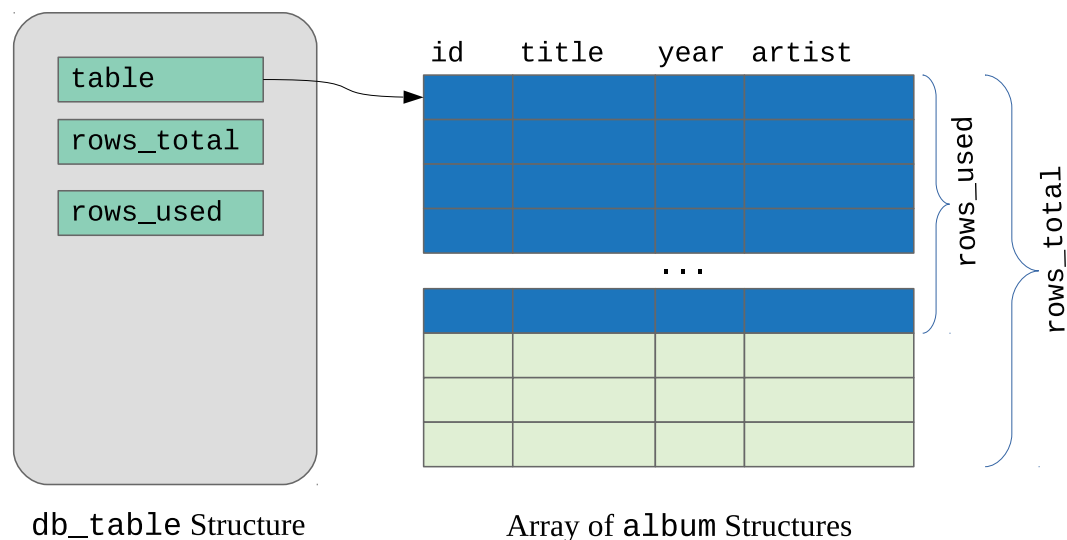 id title year artist
table
rows_total
rows_used
...
rows_used
rows_total
db_table Structure
Array of album Structures